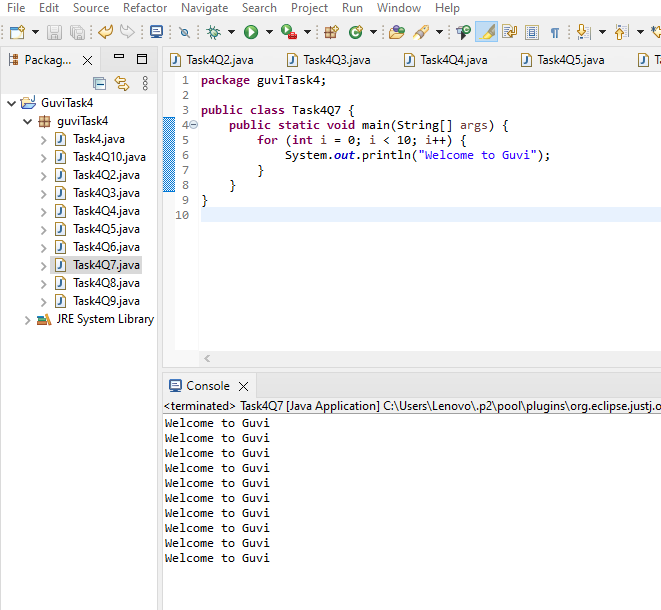 File Edit Source Refactor Navigate Search Project Run Window Help
Packag...
Task4Q2.java Task4Q3.java Task4Q4.java Task4Q5.java
GuviTask4
guviTask4
Task4.java
Task4Q10.java
Task4Q2.java
Task4Q3.java
Task4Q4.java
Task4Q5.java
Task4Q6.java
Task4Q7.java
Task4Q8.java
Task4Q9.java
JRE System Library
1 package guviTask4;
2
3 public class Task4Q7 {
4 public static void main(String[] args) {
5 for (int i = 0; i < 10; i++) {
6 System.out.println("Welcome to Guvi");
7 }
8 }
9 }
10
Console
<terminated> Task4Q7 [Java Application] C:\Users\Lenovo\.p2\pool\plugins\org.eclipse.justj.o
Welcome to Guvi
Welcome to Guvi
Welcome to Guvi
Welcome to Guvi
Welcome to Guvi
Welcome to Guvi
Welcome to Guvi
Welcome to Guvi
Welcome to Guvi
Welcome to Guvi